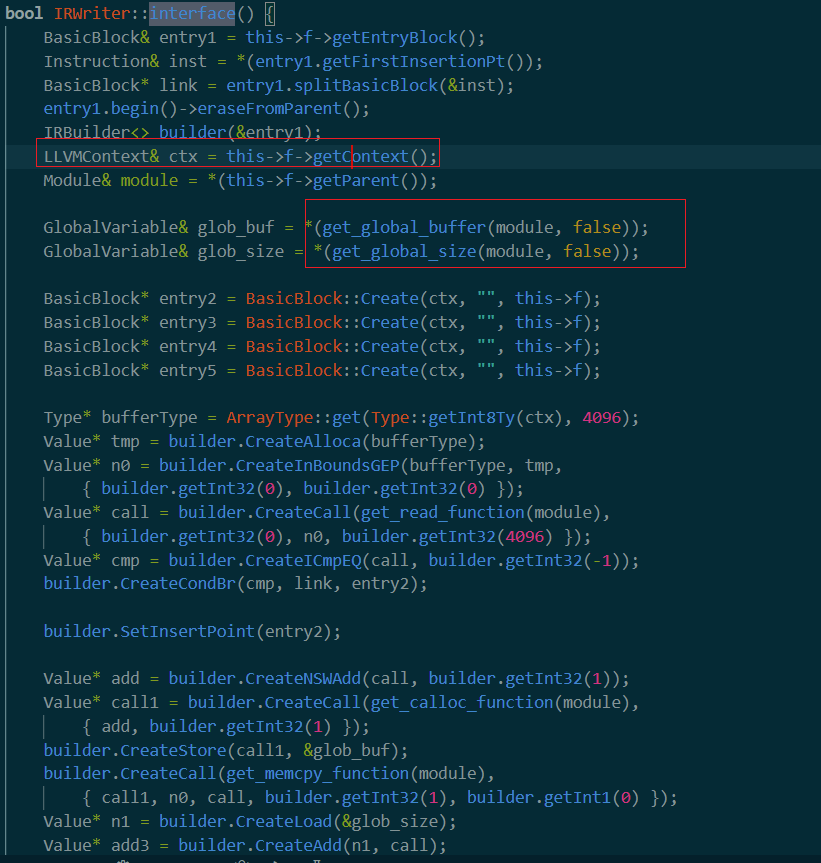 bool IRWriter::interface() {
BasicBlock& entry1 = this->f->getEntryBlock();
Instruction& inst = *(entry1.getFirstInsertionPt());
BasicBlock* link = entry1.splitBasicBlock(&inst);
entry1.begin()->eraseFromParent();
IRBuilder<> builder(&entry1);
LLVMContext& ctx = this->f->getContext();
Module& module = *(this->f->getParent());
GlobalVariable& glob_buf = *(get_global_buffer(module, false));
GlobalVariable& glob_size = *(get_global_size(module, false));
BasicBlock* entry2 = BasicBlock::Create(ctx, "", this->f);
BasicBlock* entry3 = BasicBlock::Create(ctx, "", this->f);
BasicBlock* entry4 = BasicBlock::Create(ctx, "", this->f);
BasicBlock* entry5 = BasicBlock::Create(ctx, "", this->f);
Type* bufferType = ArrayType::get(Type::getInt8Ty(ctx), 4096);
Value* tmp = builder.CreateAlloca(bufferType);
Value* n0 = builder.CreateInBoundsGEP(bufferType, tmp,
{ builder.getInt32(0), builder.getInt32(0) });
Value* call = builder.CreateCall(get_read_function(module),
{ builder.getInt32(0), n0, builder.getInt32(4096) });
Value* cmp = builder.CreateICmpEQ(call, builder.getInt32(-1));
builder.CreateCondBr(cmp, link, entry2);
builder.SetInsertPoint(entry2);
Value* add = builder.CreateNSWAdd(call, builder.getInt32(1));
Value* call1 = builder.CreateCall(get_calloc_function(module),
{ add, builder.getInt32(1) });
builder.CreateStore(call1, &glob_buf);
builder.CreateCall(get_memcpy_function(module),
{ call1, n0, call, builder.getInt32(1), builder.getInt1(0) });
Value* n1 = builder.CreateLoad(&glob_size);
Value* add3 = builder.CreateAdd(n1, call);